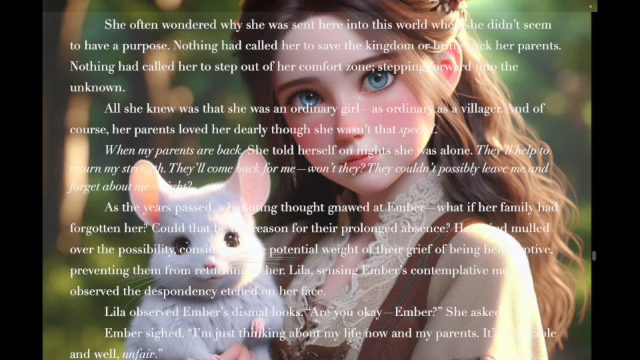 She often wondered why she was sent here into this world when she didn't seem
to have a purpose. Nothing had called her to save the kingdom or bring back her parents.
Nothing had called her to step out of her comfort zone; stepping forward into the
unknown.
All she knew was that she was an ordinary girl—as ordinary as a villager. And of
course, her parents loved her dearly though she wasn't that special.
When my parents are back. She told herself on nights she was alone. They'll help to
return my strength. They'll come back for me—won't they? They couldn't possibly leave me and
forget about me—right?
As the years passed, a haunting thought gnawed at Ember—what if her family had
forgotten her? Could that be the reason for their prolonged absence? Her mind mulled
over the possibility, potential weight of their grief of being her
preventing them from returning to her. Lila, sensing Ember's contemplative
observed the despondency etched on her face.
Lila observed Ember's dismal looks. "Are you okay—Ember?" She asked
Ember sighed. "I'm just thinking about my life now and my parents. It's
and well, unfair."